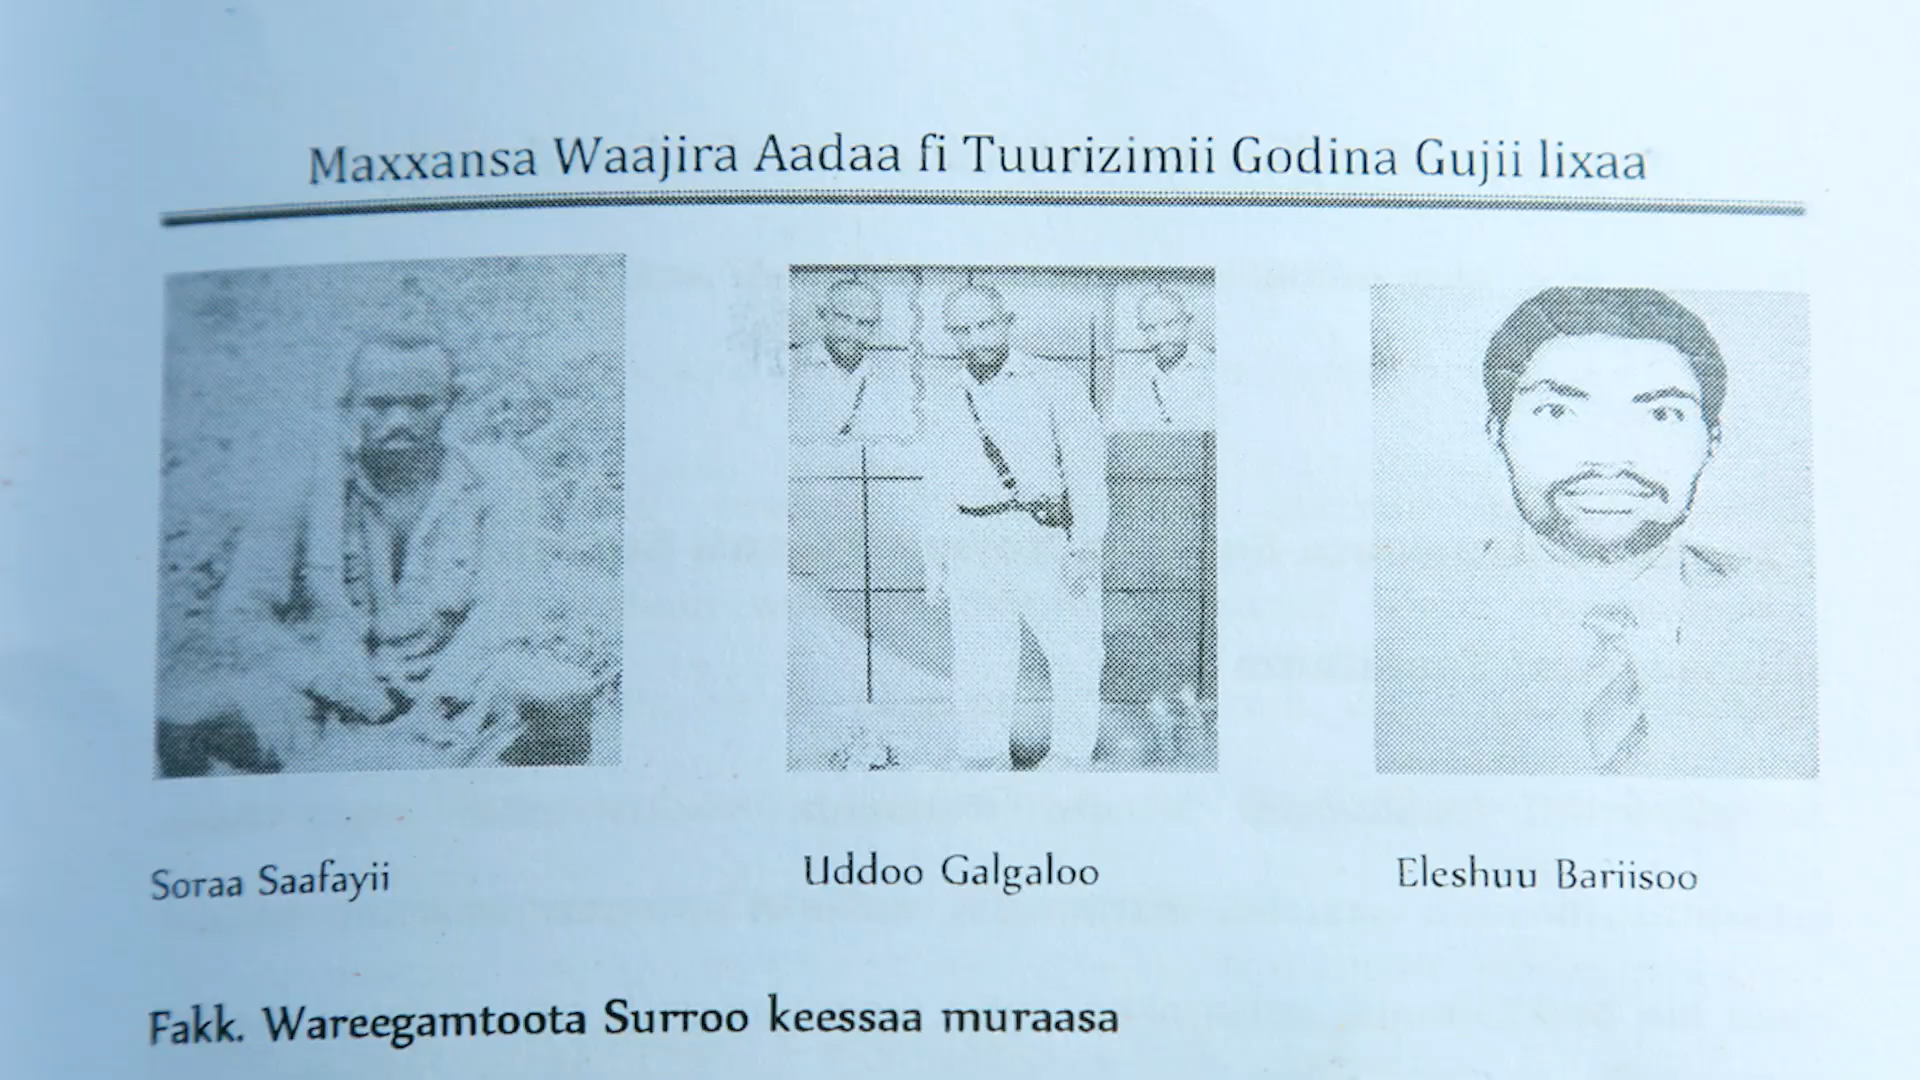 Maxxansa Waajira Aadaa fi Tuurizimii Godina Gujii lixaa
Soraa Saafayii
Uddoo Galgaloo
Eleshuu Bariisoo
Fakk. Wareegamtoota Surroo keessaa muraasa